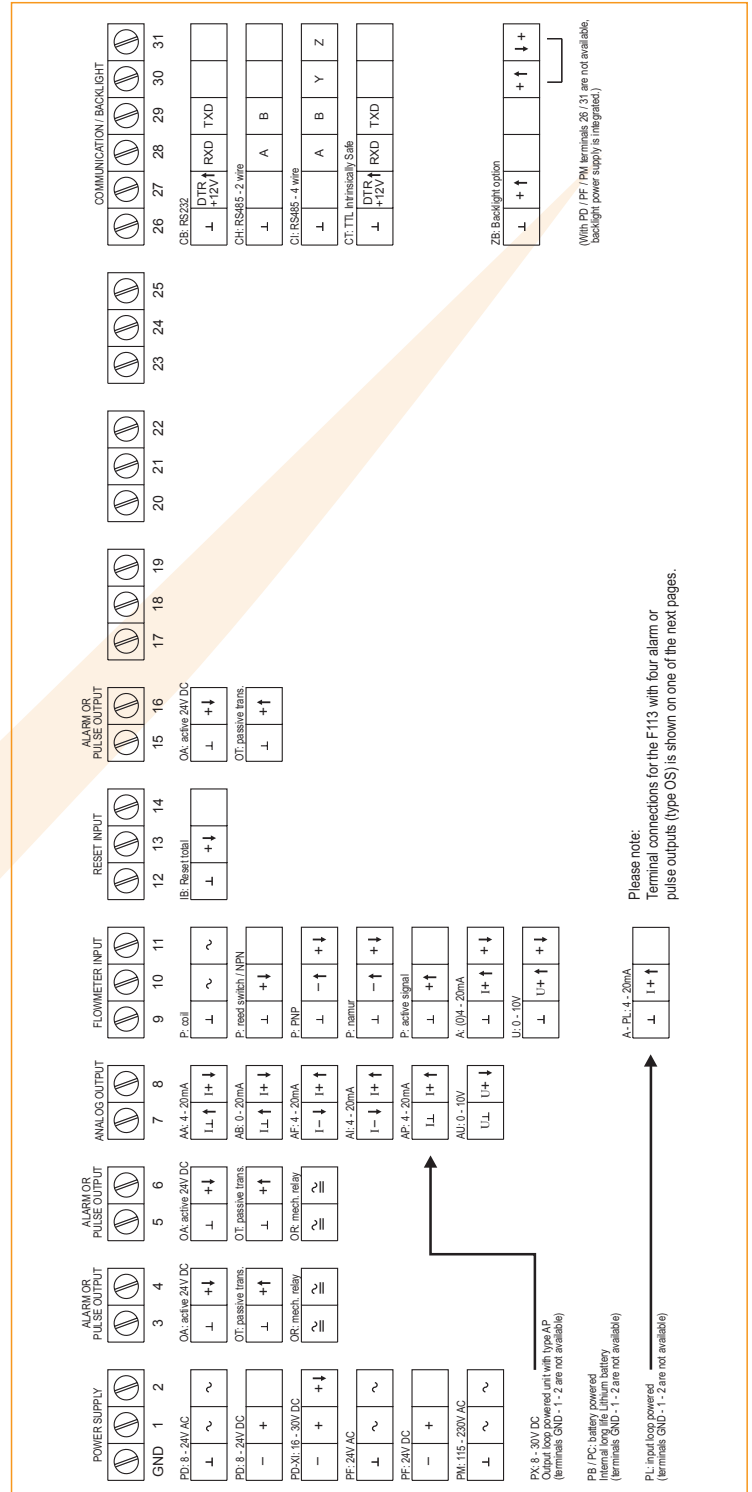 POWER SUPPLY
GND 1 2
PD: 8 - 24V AC
⊥ ~ ~
PD: 8 - 24V DC
− +
PD-XI: 16 - 30V DC
− + +↓
PF: 24V AC
⊥ ~ ~
PF: 24V DC
− +
PM: 115 - 230V AC
⊥ ~ ~
PX: 8 - 30V DC
Output loop powered unit with type AP
(terminals GND - 1 - 2 are not available)
PB / PC: battery powered
Internal long life Lithium battery
(terminals GND - 1 - 2 are not available)
PL: input loop powered
(terminals GND - 1 - 2 are not available)
ALARM OR
PULSE OUTPUT
3 4
OA: active 24V DC
⊥ +↓
OT: passive trans.
⊥ +↑
OR: mech. relay
ALARM OR
PULSE OUTPUT
5 6
OA: active 24V DC
⊥ +↓
OT: passive trans.
⊥ +↑
OR: mech. relay
ANALOG OUTPUT
7 8
AA: 4 - 20mA
I⊥↑ I+↓
AB: 0 - 20mA
I⊥↑ I+↓
AF: 4 - 20mA
I−↓ I+↑
AI: 4 - 20mA
I−↓ I+↑
AP: 4 - 20mA
I⊥ I+↑
AU: 0 - 10V
U⊥ U+↓
FLOWMETER INPUT
9 10 11
P: coil
⊥ ~ ~
P: reed switch / NPN
⊥ +↓
P: PNP
⊥ −↑ +↓
P: namur
⊥ −↑ +↓
P: active signal
⊥ +↑
A: (0)4 - 20mA
⊥ I+↑ +↓
U: 0 - 10V
⊥ U+↑ +↓
A - PL: 4 - 20mA
⊥ I+↑
RESET INPUT
12 13 14
IB: Reset total
⊥ +↓
Please note:
Terminal connections for the F113 with four alarm or
pulse outputs (type OS) is shown on one of the next pages.
ALARM OR
PULSE OUTPUT
15 16
OA: active 24V DC
⊥ +↓
OT: passive trans.
⊥ +↑
17 18 19
20 21 22
23 24 25
COMMUNICATION / BACKLIGHT
26 27 28 29 30 31
CB: RS232
⊥ DTR +12V↑ RXD TXD
CH: RS485 - 2 wire
⊥ A B
CI: RS485 - 4 wire
⊥ A B Y Z
CT: TTL Intrinsically Safe
⊥ DTR +12V↑ RXD TXD
ZB: Backlight option
⊥ +↑ +↑ ↓+
(With PD / PF / PM terminals 26 / 31 are not available,
backlight power supply is integrated.)